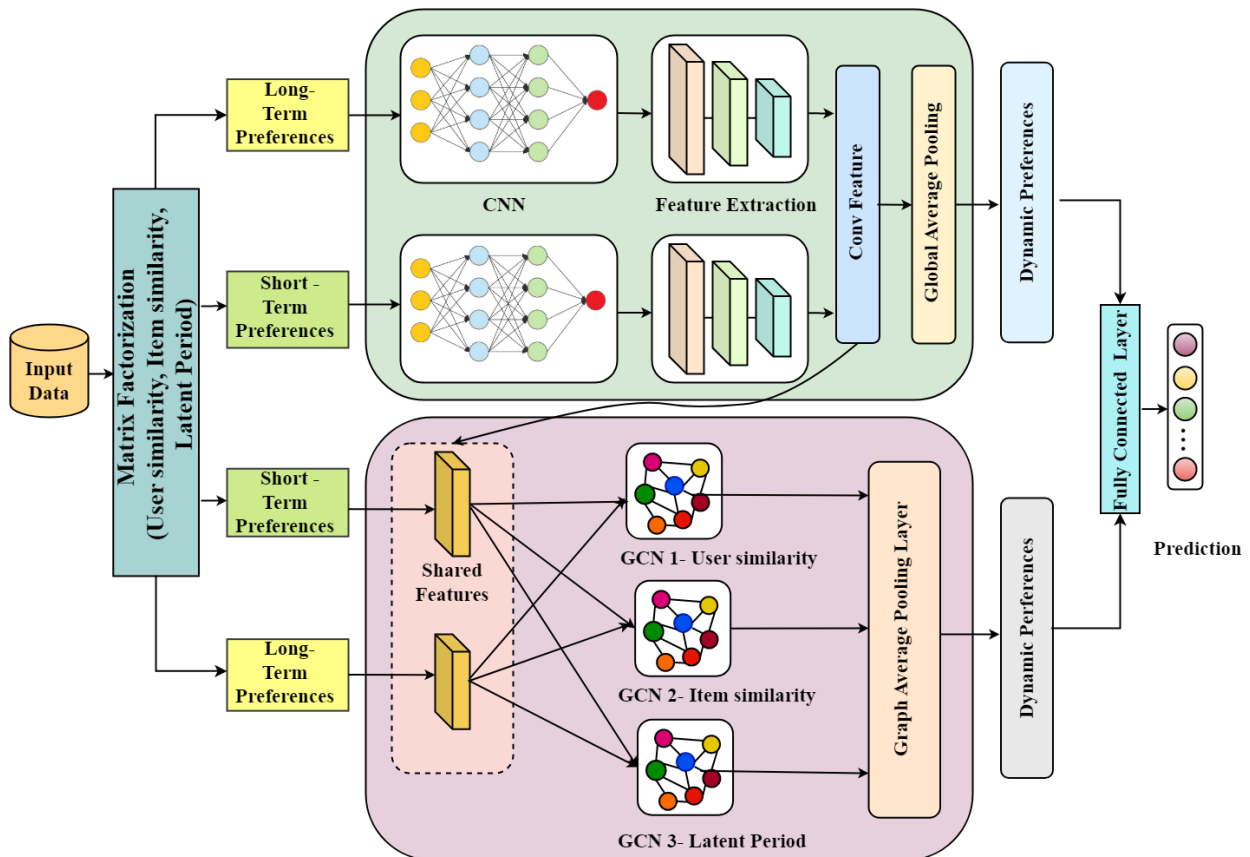 Input
Data
Matrix Factorization
(User similarity, Item similarity,
Latent Period)
Long-
Term
Preferences
Short -
Term
Preferences
Short -
Term
Preferences
Long-
Term
Preferences
CNN
Feature Extraction
Conv Feature
Global Average Pooling
Dynamic Preferences
Shared
Features
GCN 1- User similarity
GCN 2- Item similarity
GCN 3- Latent Period
Graph Average Pooling Layer
Dynamic Perferences
Fully Connected Layer
Prediction